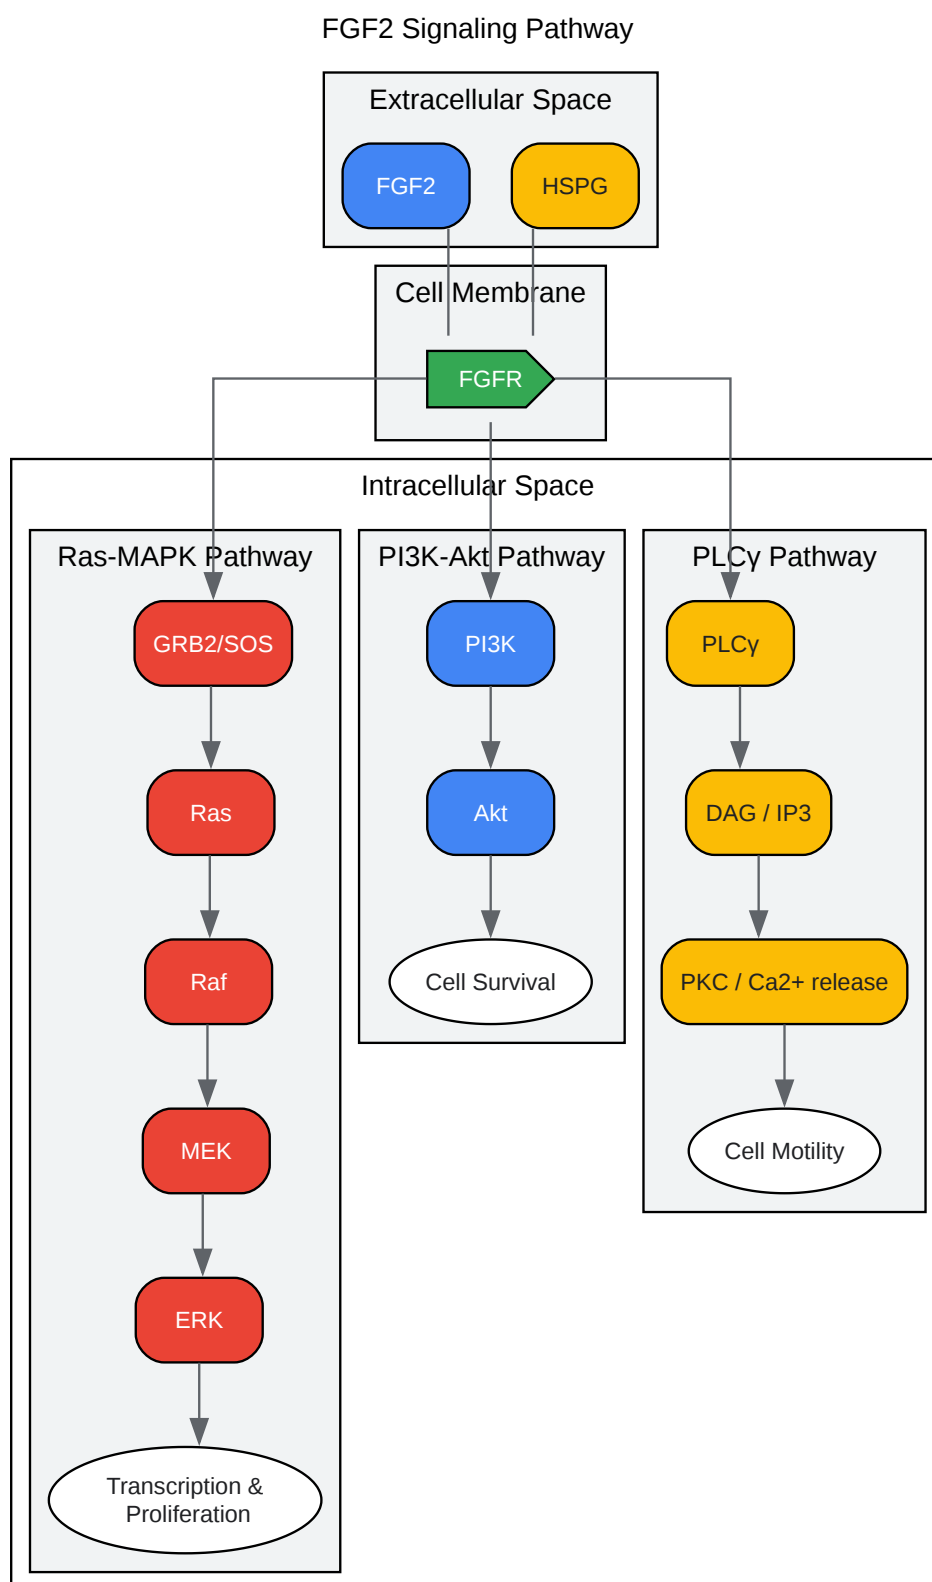 FGF2 Signaling Pathway
Extracellular Space
FGF2
HSPG
Cell Membrane
FGFR
Intracellular Space
Ras-MAPK Pathway
PI3K-Akt Pathway
PLCγ Pathway
GRB2/SOS
PI3K
PLCγ
Ras
Akt
DAG / IP3
Raf
Cell Survival
PKC / Ca2+ release
MEK
Cell Motility
ERK
Transcription &
Proliferation